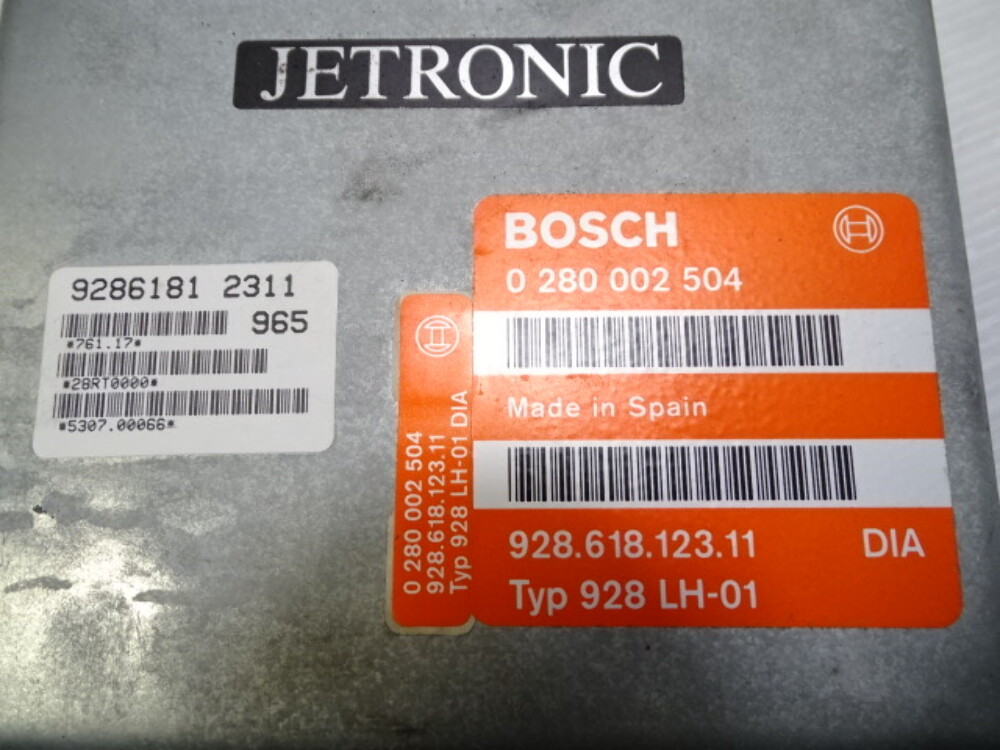 JETRONIC
9286181 2311
965
*761.17*
*28RT0000*
*5307.00066*
0 280 002 504
928.618.123.11
Typ 928 LH-01 DIA
BOSCH
0 280 002 504
Made in Spain
928.618.123.11 DIA
Typ 928 LH-01